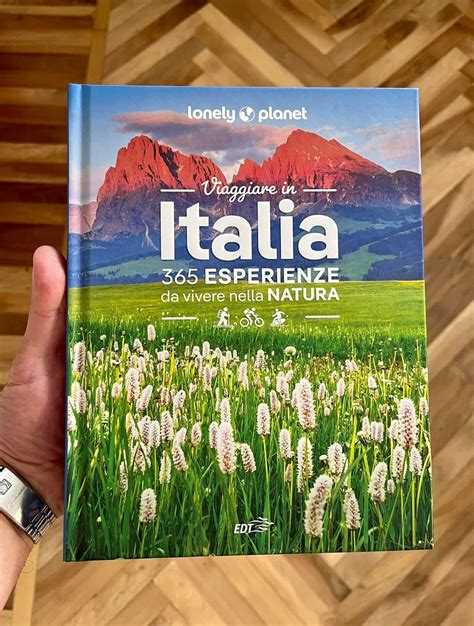 lonely planet
Viaggiare in
Italia
365 ESPERIENZE
da vivere nella NATURA
EDT